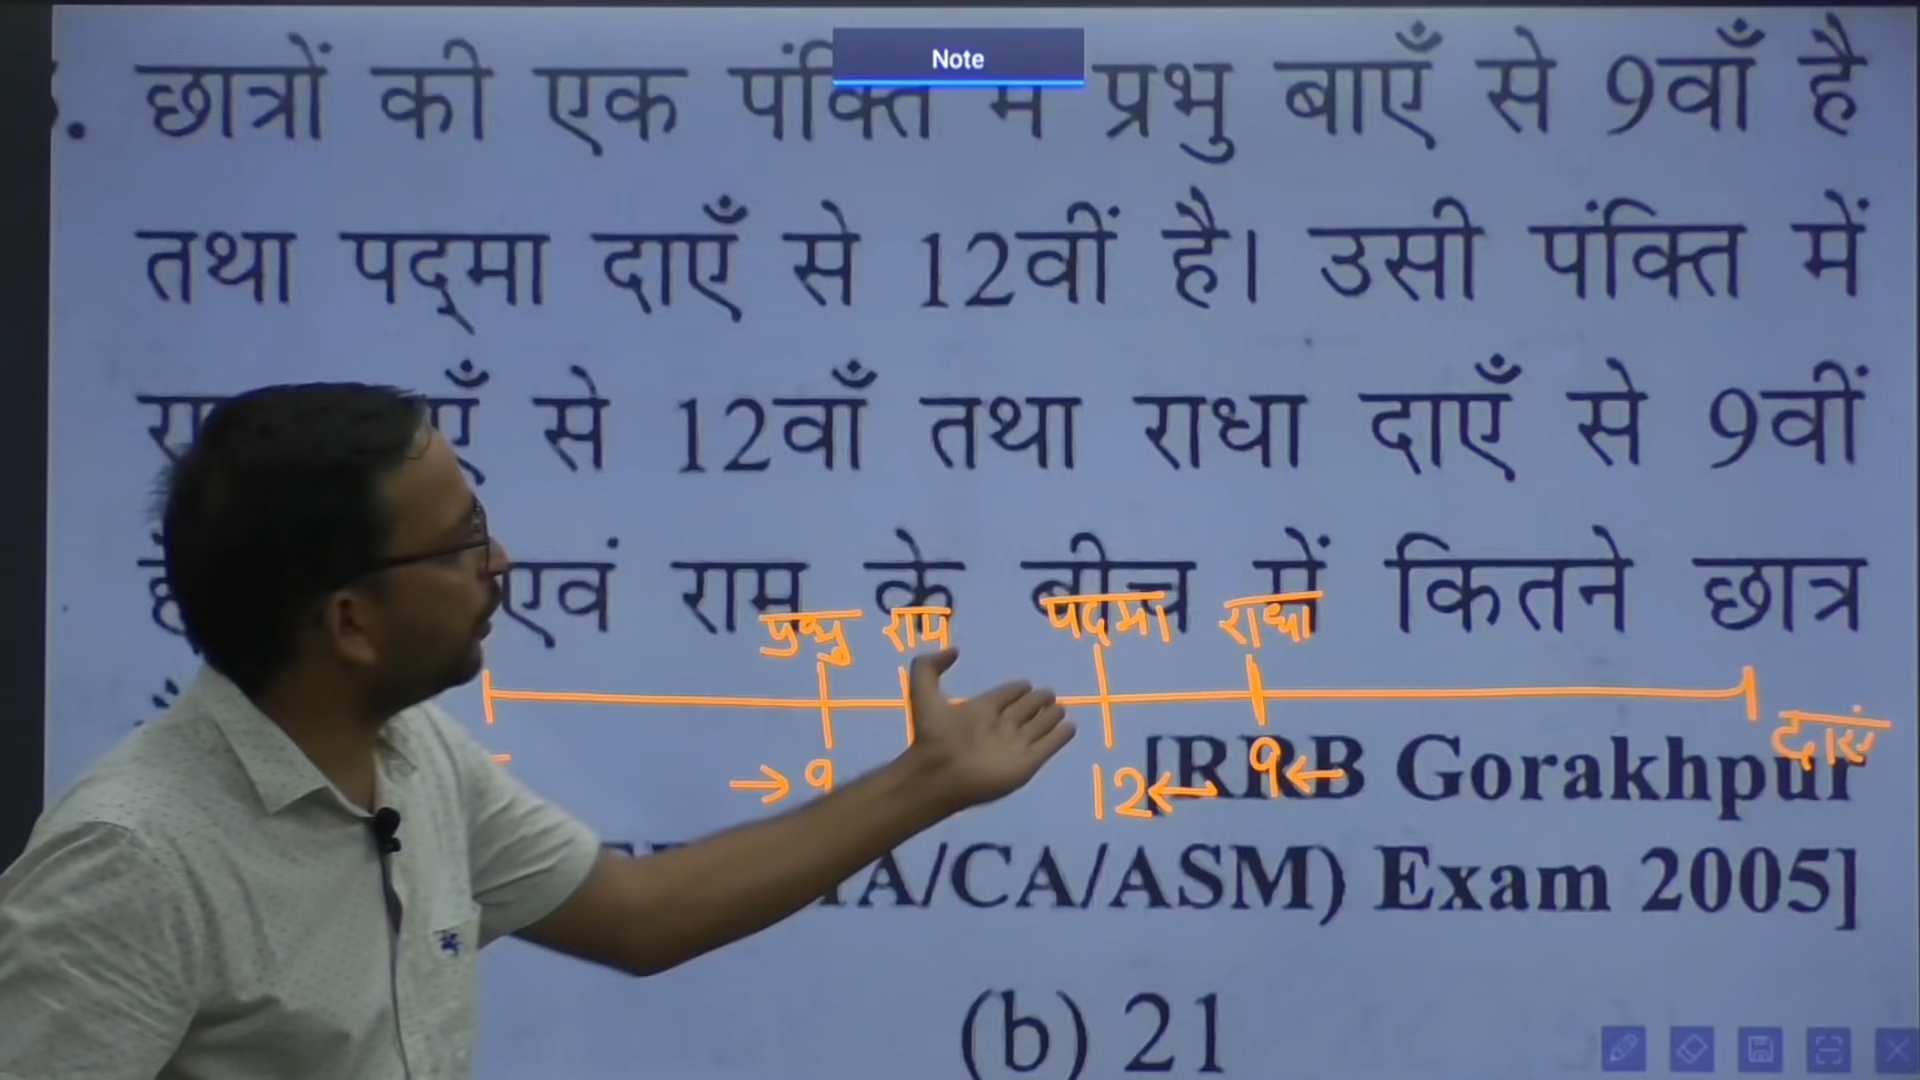 Note
छात्रों की एक पंक्ति में प्रभु बाएँ से 9वाँ है
तथा पद्‌मा दाएँ से 12वीं है। उसी पंक्ति में
से 12वाँ तथा राधा दाएँ से 9वीं
एवं राम के बीच में कितने छात्र
प्रभु राम पदमा राधा
दाएं
→9 12← 9←
[RRB Gorakhpur
/CA/ASM) Exam 2005]
(b) 21